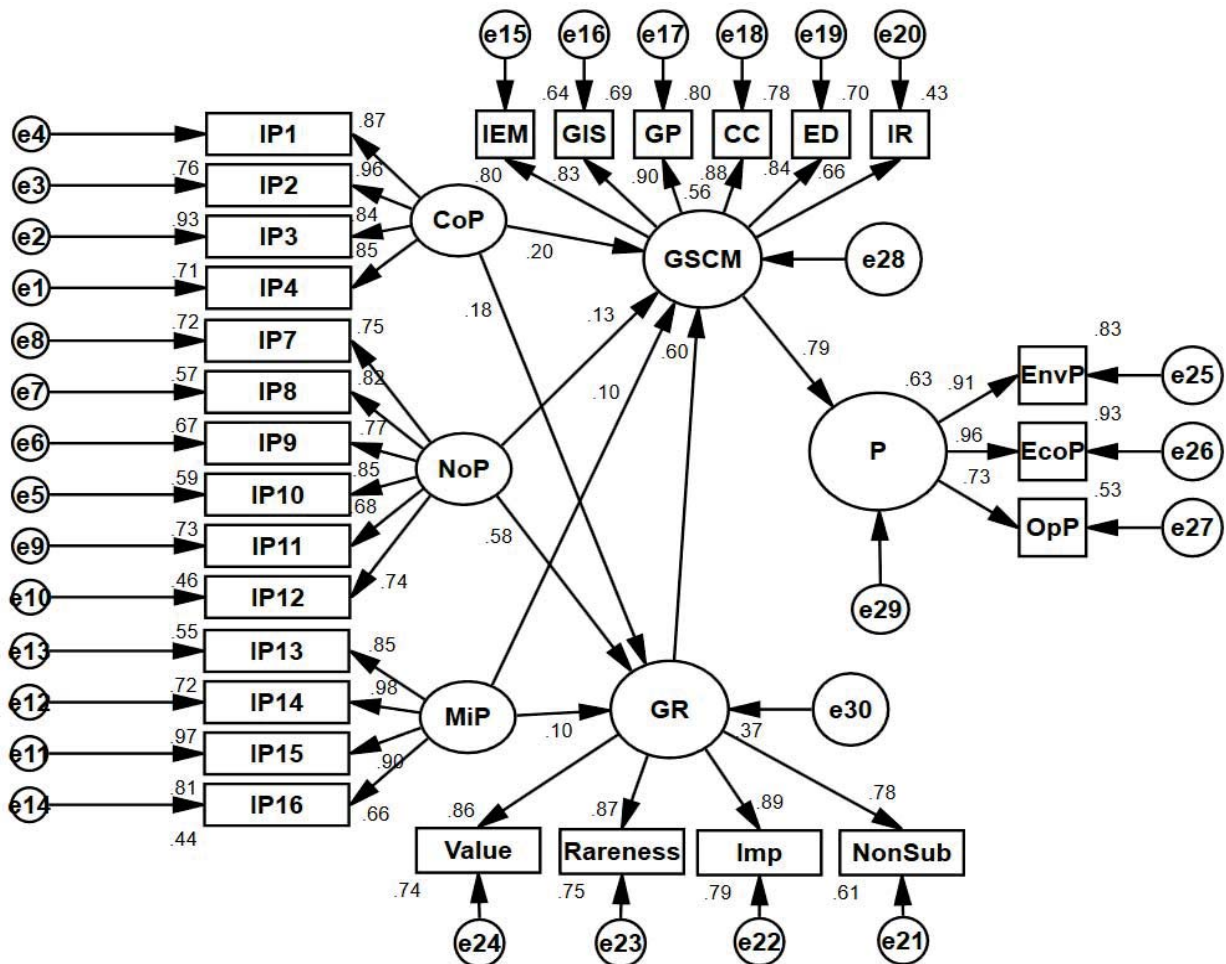 e15 e16 e17 e18 e19 e20
.64 .69 .80 .78 .70 .43
IEM GIS GP CC ED IR
.80 .83 .90 .56 .88 .84 .66
e4 IP1 .87
.76
e3 IP2 .96
.93
e2 IP3 .84
.71
e1 IP4 .85
.72
CoP
.20
.18
GSCM
e28
e8 IP7 .75
.57
e7 IP8 .82
.67
e6 IP9 .77
.59
e5 IP10 .85
.73
e9 IP11 .68
.46
e10 IP12 .74
.55
NoP
.13
.10
.60
.58
.79
P
.63
.91
.96
.73
.83
EnvP e25
.93
EcoP e26
.53
OpP e27
e29
e13 IP13 .85
.72
e12 IP14 .98
.97
e11 IP15 .90
.81
e14 IP16 .66
.44
MiP
.10
GR
.37
e30
.86 .87 .89 .78
Value Rareness Imp NonSub
.74 .75 .79 .61
e24 e23 e22 e21